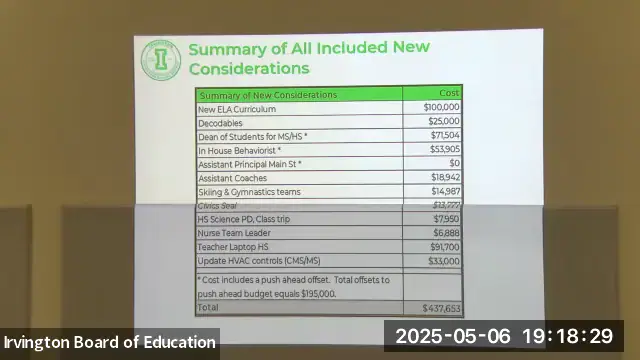 Summary of All Included New
Considerations
Summary of New Considerations Cost
New ELA Curriculum $100,000
Decodables $25,000
Dean of Students for MS/HS * $71,504
In House Behaviorist * $53,905
Assistant Principal Main St * $0
Assistant Coaches $18,942
Skiing & Gymnastics teams $14,987
Civics Seal $13,777
HS Science PD, Class trip $7,950
Nurse Team Leader $6,888
Teacher Laptop HS $91,700
Update HVAC controls (CMS/MS) $33,000
* Cost includes a push ahead offset. Total offsets to
push ahead budget equals $195,000.
Total $437,653
Irvington Board of Education
2025-05-06 19:18:29